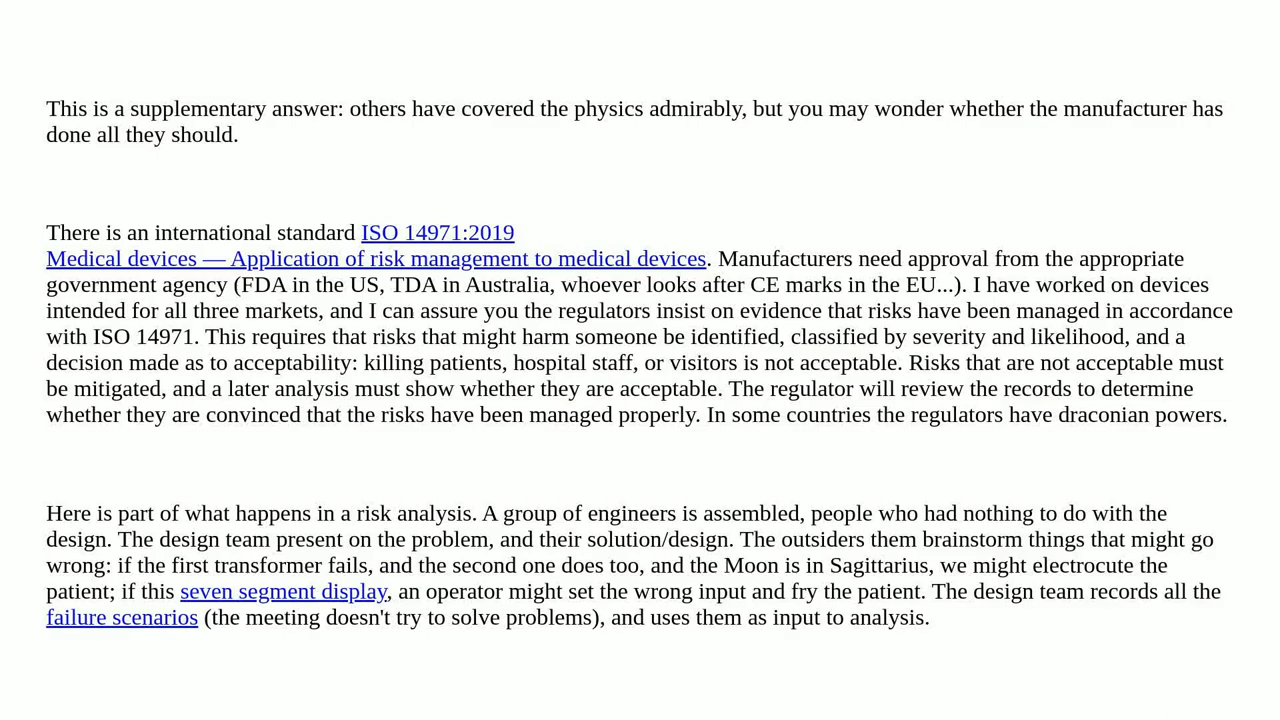 This is a supplementary answer: others have covered the physics admirably, but you may wonder whether the manufacturer has
done all they should.
There is an international standard ISO 14971:2019
Medical devices — Application of risk management to medical devices. Manufacturers need approval from the appropriate
government agency (FDA in the US, TDA in Australia, whoever looks after CE marks in the EU...). I have worked on devices
intended for all three markets, and I can assure you the regulators insist on evidence that risks have been managed in accordance
with ISO 14971. This requires that risks that might harm someone be identified, classified by severity and likelihood, and a
decision made as to acceptability: killing patients, hospital staff, or visitors is not acceptable. Risks that are not acceptable must
be mitigated, and a later analysis must show whether they are acceptable. The regulator will review the records to determine
whether they are convinced that the risks have been managed properly. In some countries the regulators have draconian powers.
Here is part of what happens in a risk analysis. A group of engineers is assembled, people who had nothing to do with the
design. The design team present on the problem, and their solution/design. The outsiders them brainstorm things that might go
wrong: if the first transformer fails, and the second one does too, and the Moon is in Sagittarius, we might electrocute the
patient; if this seven segment display, an operator might set the wrong input and fry the patient. The design team records all the
failure scenarios (the meeting doesn't try to solve problems), and uses them as input to analysis.